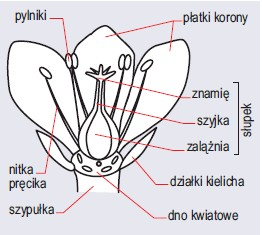 pylniki
płatki korony
znamię
szyjka
zalążnia
słupek
nitka
pręcika
działki kielicha
szypułka
dno kwiatowe